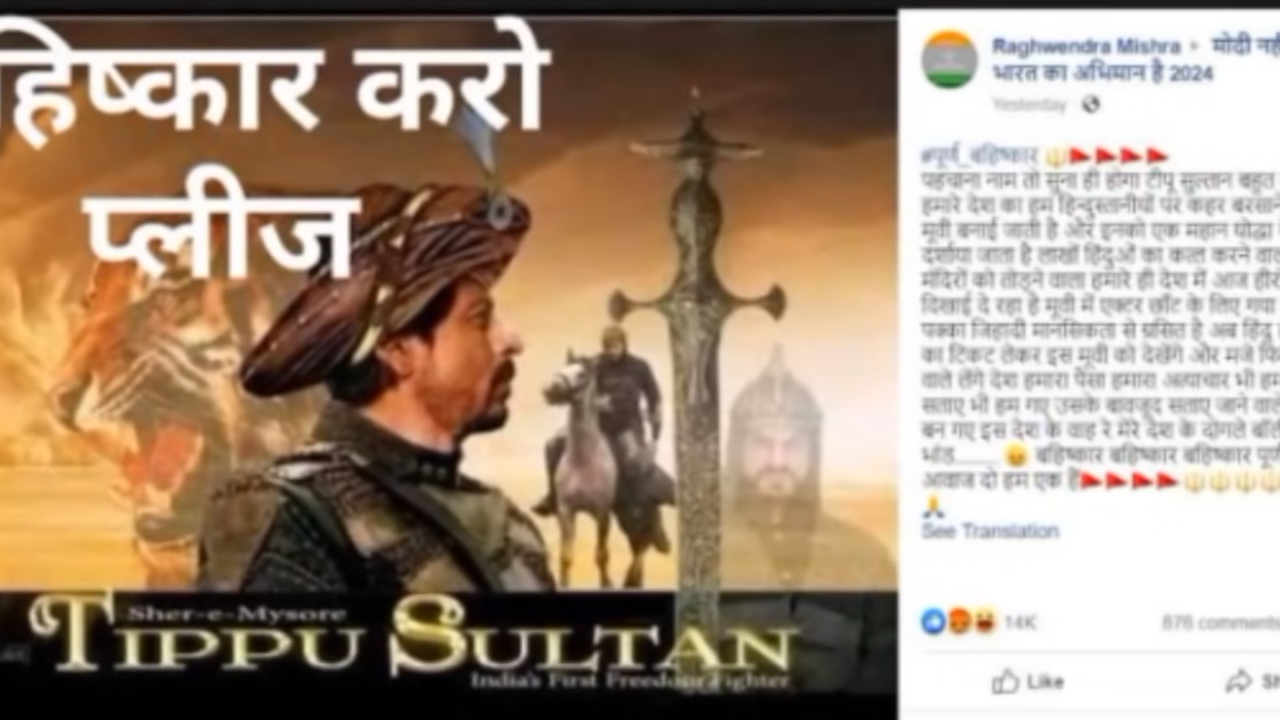 हिष्कार करो
प्लीज
Sher-e-Mysore
TIPPU SULTAN
India's First Freedom Fighter
Raghwendra Mishra ▸ मोदी नही
भारत का अभिमान है 2024
Yesterday
#पूर्ण_बहिष्कार
पहचाना नाम तो सुना ही होगा टीपू सुल्तान बहुत
हमारे देश का हम हिन्दुस्तानीयों पर कहर बरसाने
मूवी बनाई जाती है और इनको एक महान योद्धा
दर्शाया जाता है लाखों हिंदुओं का कत्ल करने वाला
मंदिरों को तोड़ने वाला हमारे ही देश में आज हीरो
दिखाई दे रहा है मूवी में एक्टर छाँट के लिए गया
पक्का जिहादी मानसिकता से ग्रसित है अब हिंदू
का टिकट लेकर इस मूवी को देखेंगे और मजे फि
वाले लेंगे देश हमारा पैसा हमारा अत्याचार भी हम
सताए भी हम गए उसके बावजूद सताए जाने वाले
बन गए इस देश के वाह रे मेरे देश के दोगले बॉली
भांड____ 😡 बहिष्कार बहिष्कार बहिष्कार पूर्ण
आवाज दो हम एक हैं
See Translation
14K
876 comments
Like
Sh